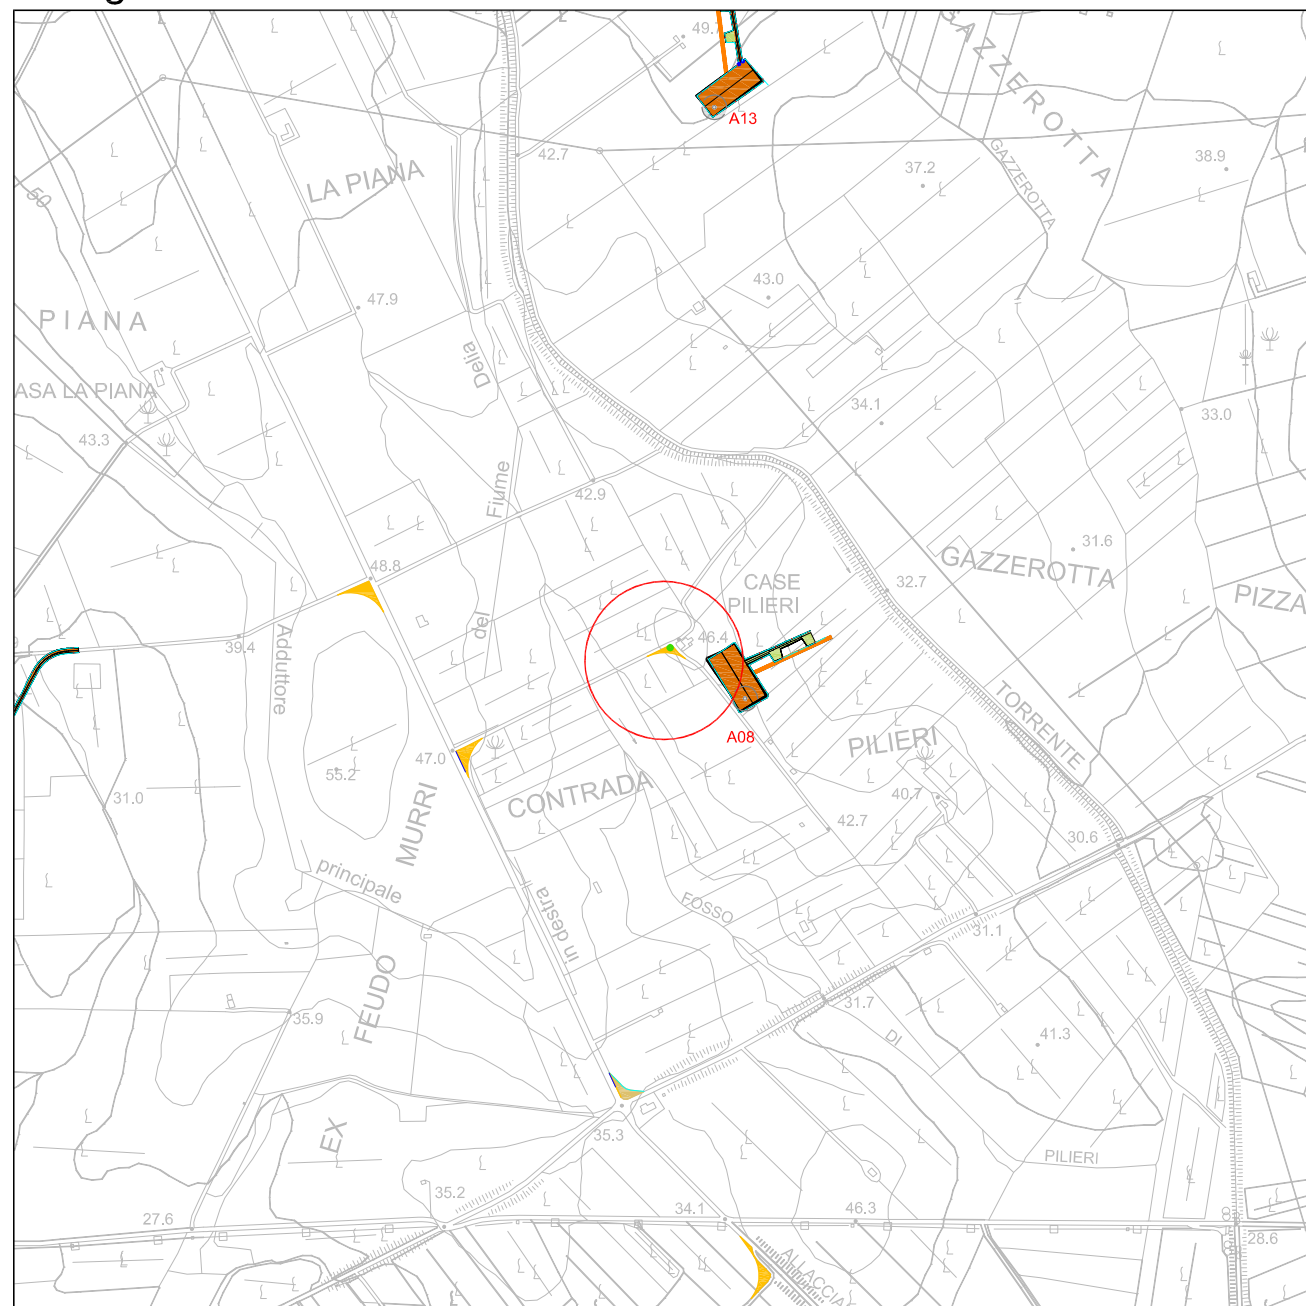 GAZZEROTTA
A13
42.7
GAZZEROTTA
38.9
37.2
LA PIANA
50
43.0
47.9
PIANA
Delia
ASA LA PIANA
34.1
33.0
43.3
Fiume
42.9
31.6
48.8
GAZZEROTTA
CASE
PILIERI
32.7
PIZZA
del
46.4
39.4
Adduttore
TORRENTE
A08
PILIERI
47.0
55.2
CONTRADA
31.0
MURRI
40.7
42.7
30.6
principale
in destra
FOSSO
31.1
FEUDO
31.7
35.9
DI
41.3
EX
35.3
PILIERI
35.2
34.1
46.3
27.6
28.6
ALLACCIA